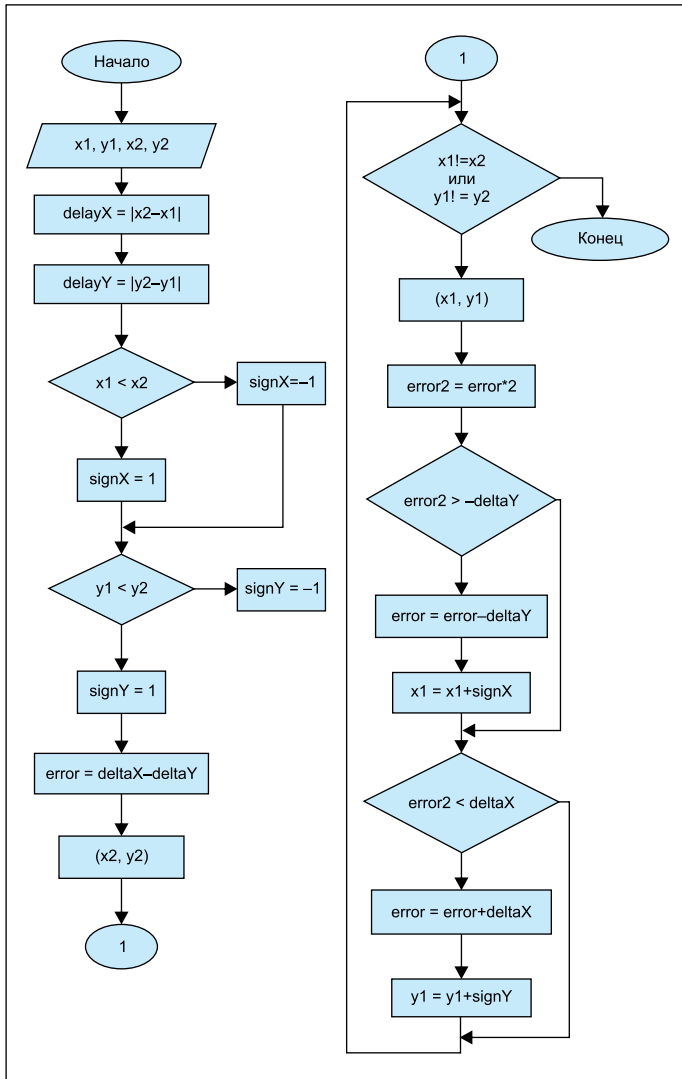 Начало
x1, y1, x2, y2
delayX = |x2–x1|
delayY = |y2–y1|
x1 < x2
signX=–1
signX = 1
y1 < y2
signY = –1
signY = 1
error = deltaX–deltaY
(x2, y2)
1
1
x1!=x2
или
y1! = y2
Конец
(x1, y1)
error2 = error*2
error2 > –deltaY
error = error–deltaY
x1 = x1+signX
error2 < deltaX
error = error+deltaX
y1 = y1+signY